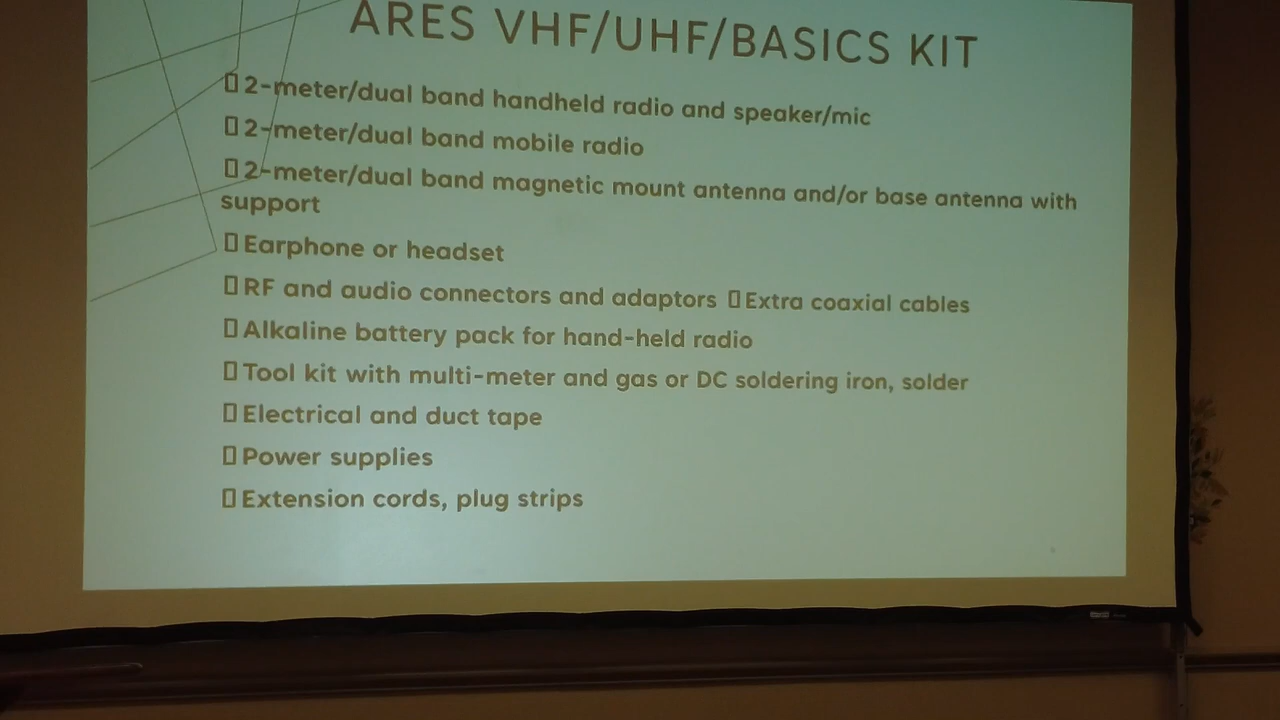 ARES VHF/UHF/BASICS KIT
▯2-meter/dual band handheld radio and speaker/mic
▯2-meter/dual band mobile radio
▯2-meter/dual band magnetic mount antenna and/or base antenna with
support
▯Earphone or headset
▯RF and audio connectors and adaptors ▯Extra coaxial cables
▯Alkaline battery pack for hand-held radio
▯Tool kit with multi-meter and gas or DC soldering iron, solder
▯Electrical and duct tape
▯Power supplies
▯Extension cords, plug strips